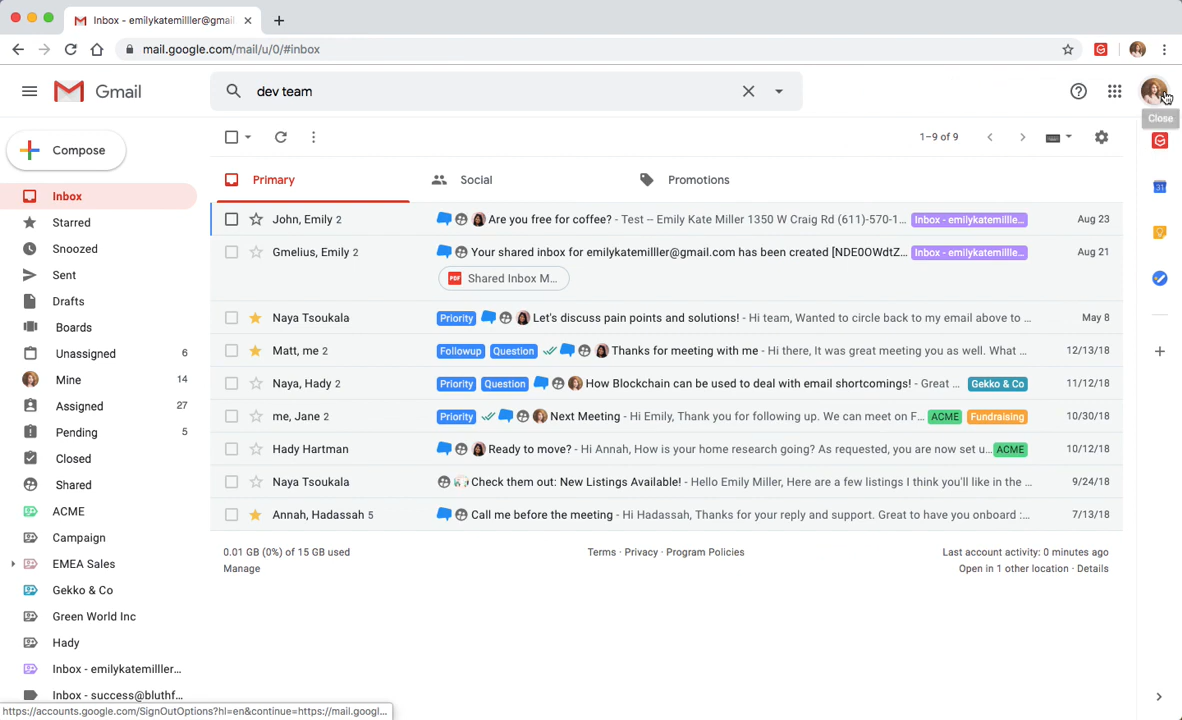 Inbox - emilykatemilller@gmail
mail.google.com/mail/u/0/#inbox
Gmail
dev team
Close
Compose
1–9 of 9
31
Inbox
Starred
Snoozed
Sent
Drafts
Boards
Unassigned 6
Mine 14
Assigned 27
Pending 5
Closed
Shared
ACME
Campaign
EMEA Sales
Gekko & Co
Green World Inc
Hady
Inbox - emilykatemilller...
Inbox - success@bluthf...
Primary
Social
Promotions
John, Emily 2 Are you free for coffee? - Test -- Emily Kate Miller 1350 W Craig Rd (611)-570-1... Inbox - emilykatemille... Aug 23
Gmelius, Emily 2 Your shared inbox for emilykatemilller@gmail.com has been created [NDE0OWdtZ... Inbox - emilykatemille... Aug 21
PDF Shared Inbox M...
Naya Tsoukala Priority Let's discuss pain points and solutions! - Hi team, Wanted to circle back to my email above to ... May 8
Matt, me 2 Followup Question Thanks for meeting with me - Hi there, It was great meeting you as well. What ... 12/13/18
Naya, Hady 2 Priority Question How Blockchain can be used to deal with email shortcomings! - Great ... Gekko & Co 11/12/18
me, Jane 2 Priority Next Meeting - Hi Emily, Thank you for following up. We can meet on F... ACME Fundraising 10/30/18
Hady Hartman Ready to move? - Hi Annah, How is your home research going? As requested, you are now set u... ACME 10/12/18
Naya Tsoukala Check them out: New Listings Available! - Hello Emily Miller, Here are a few listings I think you'll like in the ... 9/24/18
Annah, Hadassah 5 Call me before the meeting - Hi Hadassah, Thanks for your reply and support. Great to have you onboard :... 7/13/18
0.01 GB (0%) of 15 GB used
Manage
Terms · Privacy · Program Policies
Last account activity: 0 minutes ago
Open in 1 other location · Details
https://accounts.google.com/SignOutOptions?hl=en&continue=https://mail.googl...